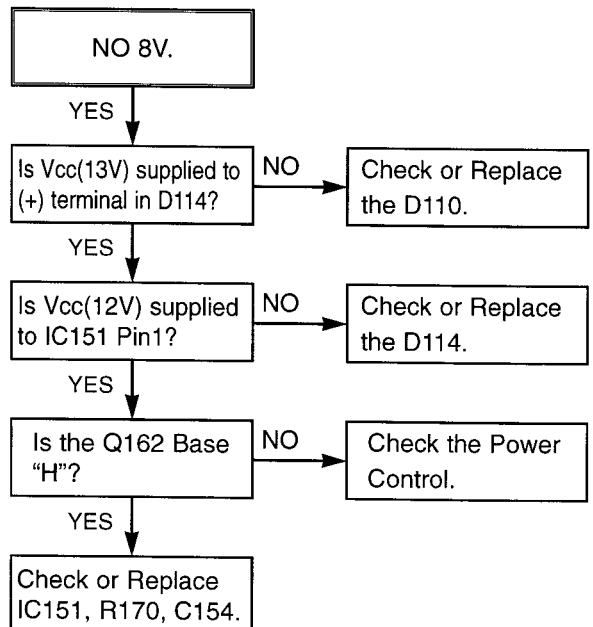 NO 8V.
YES
Is Vcc(13V) supplied to
(+) terminal in D114?
NO
Check or Replace
the D110.
YES
Is Vcc(12V) supplied
to IC151 Pin1?
NO
Check or Replace
the D114.
YES
Is the Q162 Base
“H”?
NO
Check the Power
Control.
YES
Check or Replace
IC151, R170, C154.